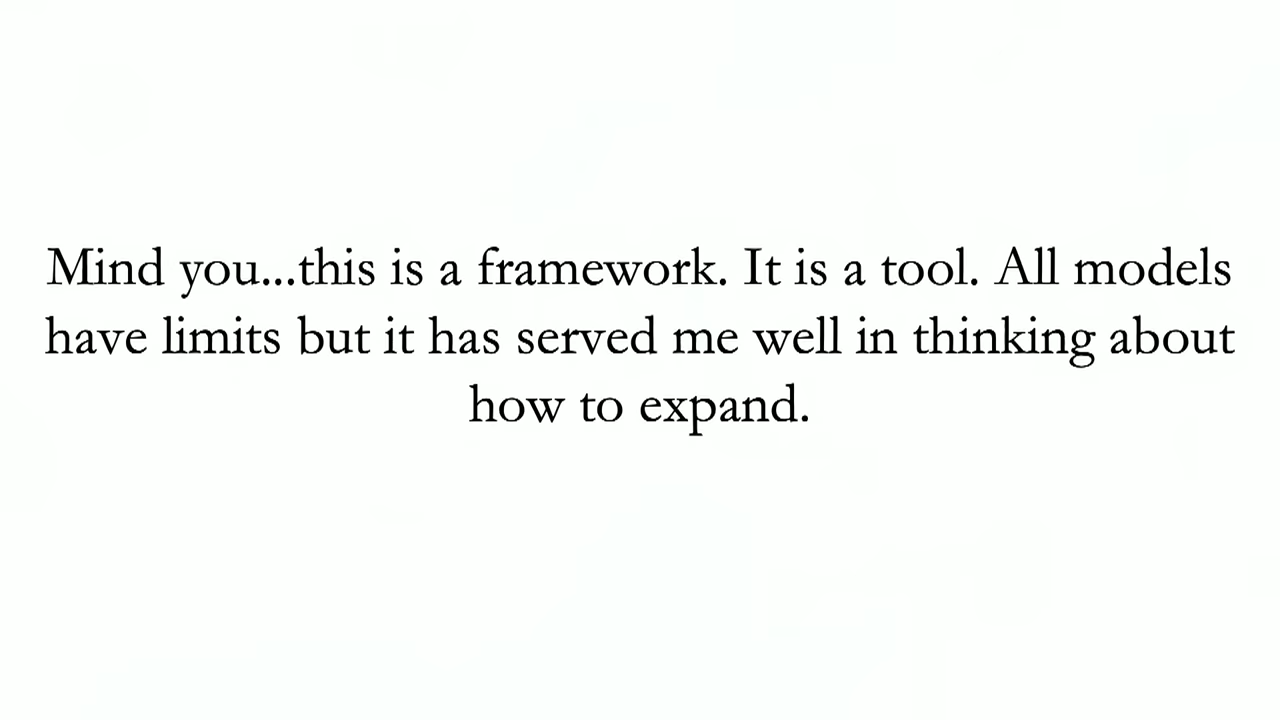 Mind you...this is a framework. It is a tool. All models
have limits but it has served me well in thinking about
how to expand.